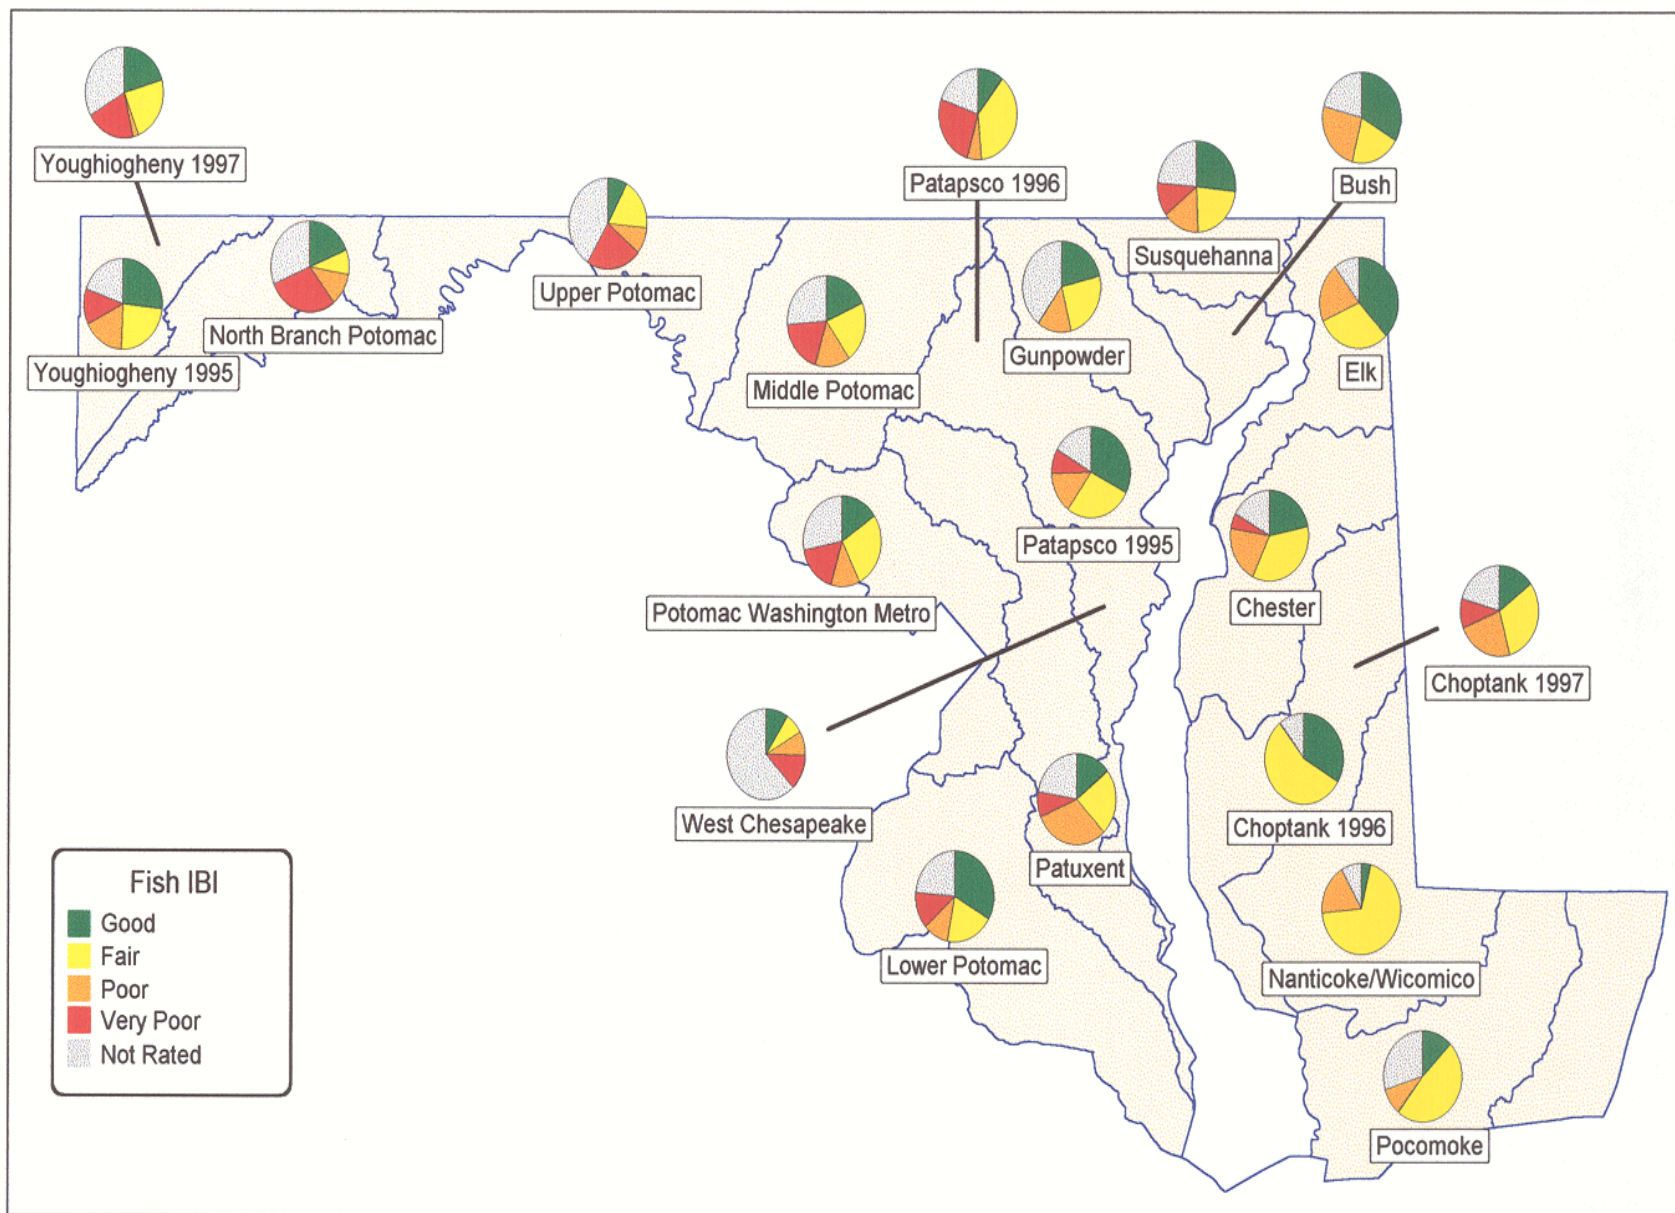 Youghiogheny 1997
Patapsco 1996
Bush
Susquehanna
Upper Potomac
North Branch Potomac
Youghiogheny 1995
Middle Potomac
Gunpowder
Elk
Patapsco 1995
Potomac Washington Metro
Chester
Choptank 1997
West Chesapeake
Choptank 1996
Patuxent
Lower Potomac
Nanticoke/Wicomico
Pocomoke
Fish IBI
Good
Fair
Poor
Very Poor
Not Rated